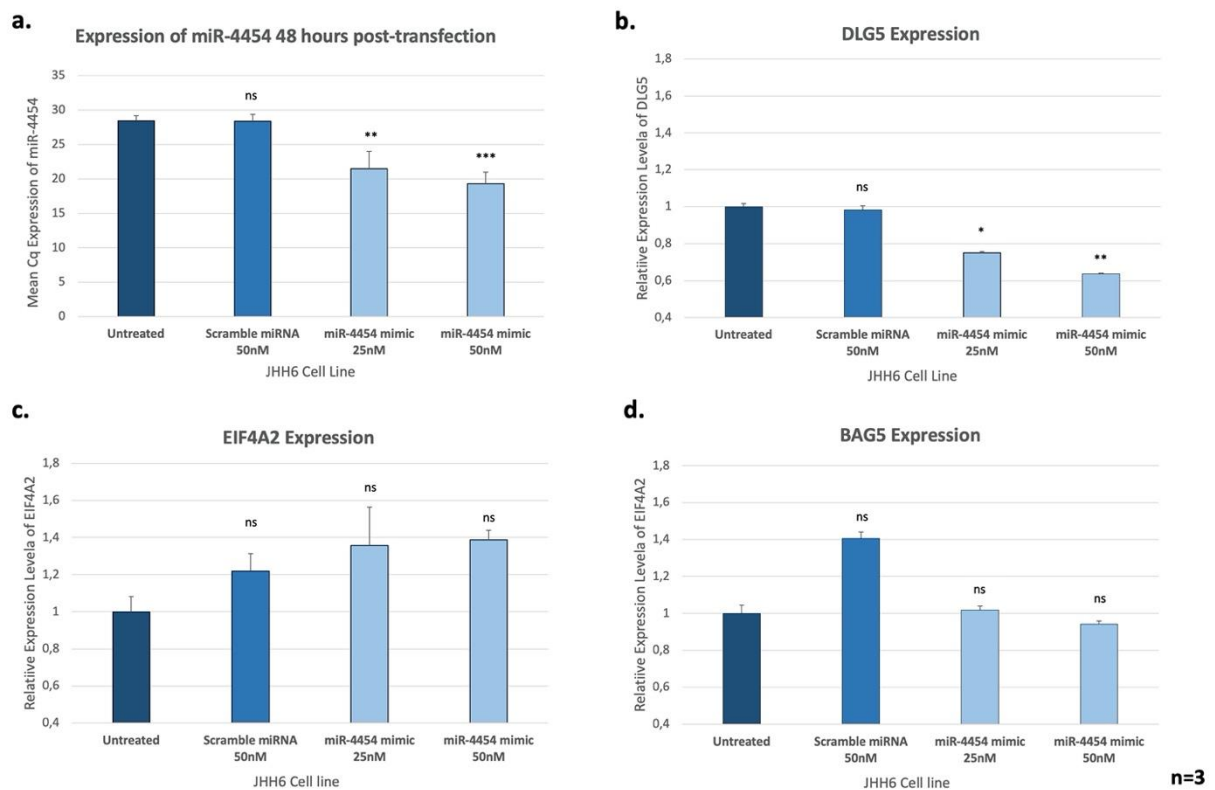 a.
Expression of miR-4454 48 hours post-transfection
Mean Cq Expression of miR-4454
35
30
25
20
15
10
5
0
ns
**
***
Untreated
Scramble miRNA
50nM
miR-4454 mimic
25nM
miR-4454 mimic
50nM
JHH6 Cell Line
b.
DLG5 Expression
Relatiive Expression Levela of DLG5
1,8
1,6
1,4
1,2
1
0,8
0,6
0,4
ns
*
**
Untreated
Scramble miRNA
50nM
miR-4454 mimic
25nM
miR-4454 mimic
50nM
JHH6 Cell Line
c.
EIF4A2 Expression
Relatiive Expression Levela of EIF4A2
1,8
1,6
1,4
1,2
1
0,8
0,6
0,4
ns
ns
ns
Untreated
Scramble miRNA
50nM
miR-4454 mimic
25nM
miR-4454 mimic
50nM
JHH6 Cell line
d.
BAG5 Expression
Relatiive Expression Levela of EIF4A2
1,8
1,6
1,4
1,2
1
0,8
0,6
0,4
ns
ns
ns
Untreated
Scramble miRNA
50nM
miR-4454 mimic
25nM
miR-4454 mimic
50nM
JHH6 Cell line
n=3